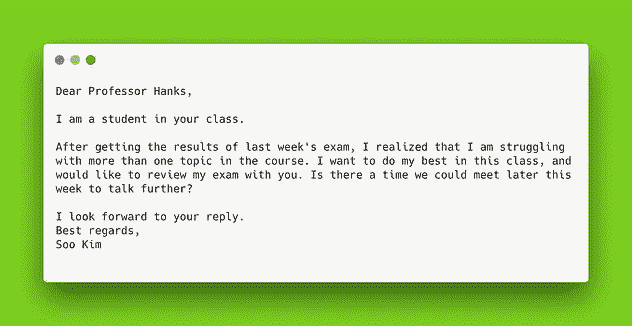 Dear Professor Hanks,
I am a student in your class.
After getting the results of last week's exam, I realized that I am struggling
with more than one topic in the course. I want to do my best in this class, and
would like to review my exam with you. Is there a time we could meet later this
week to talk further?
I look forward to your reply.
Best regards,
Soo Kim